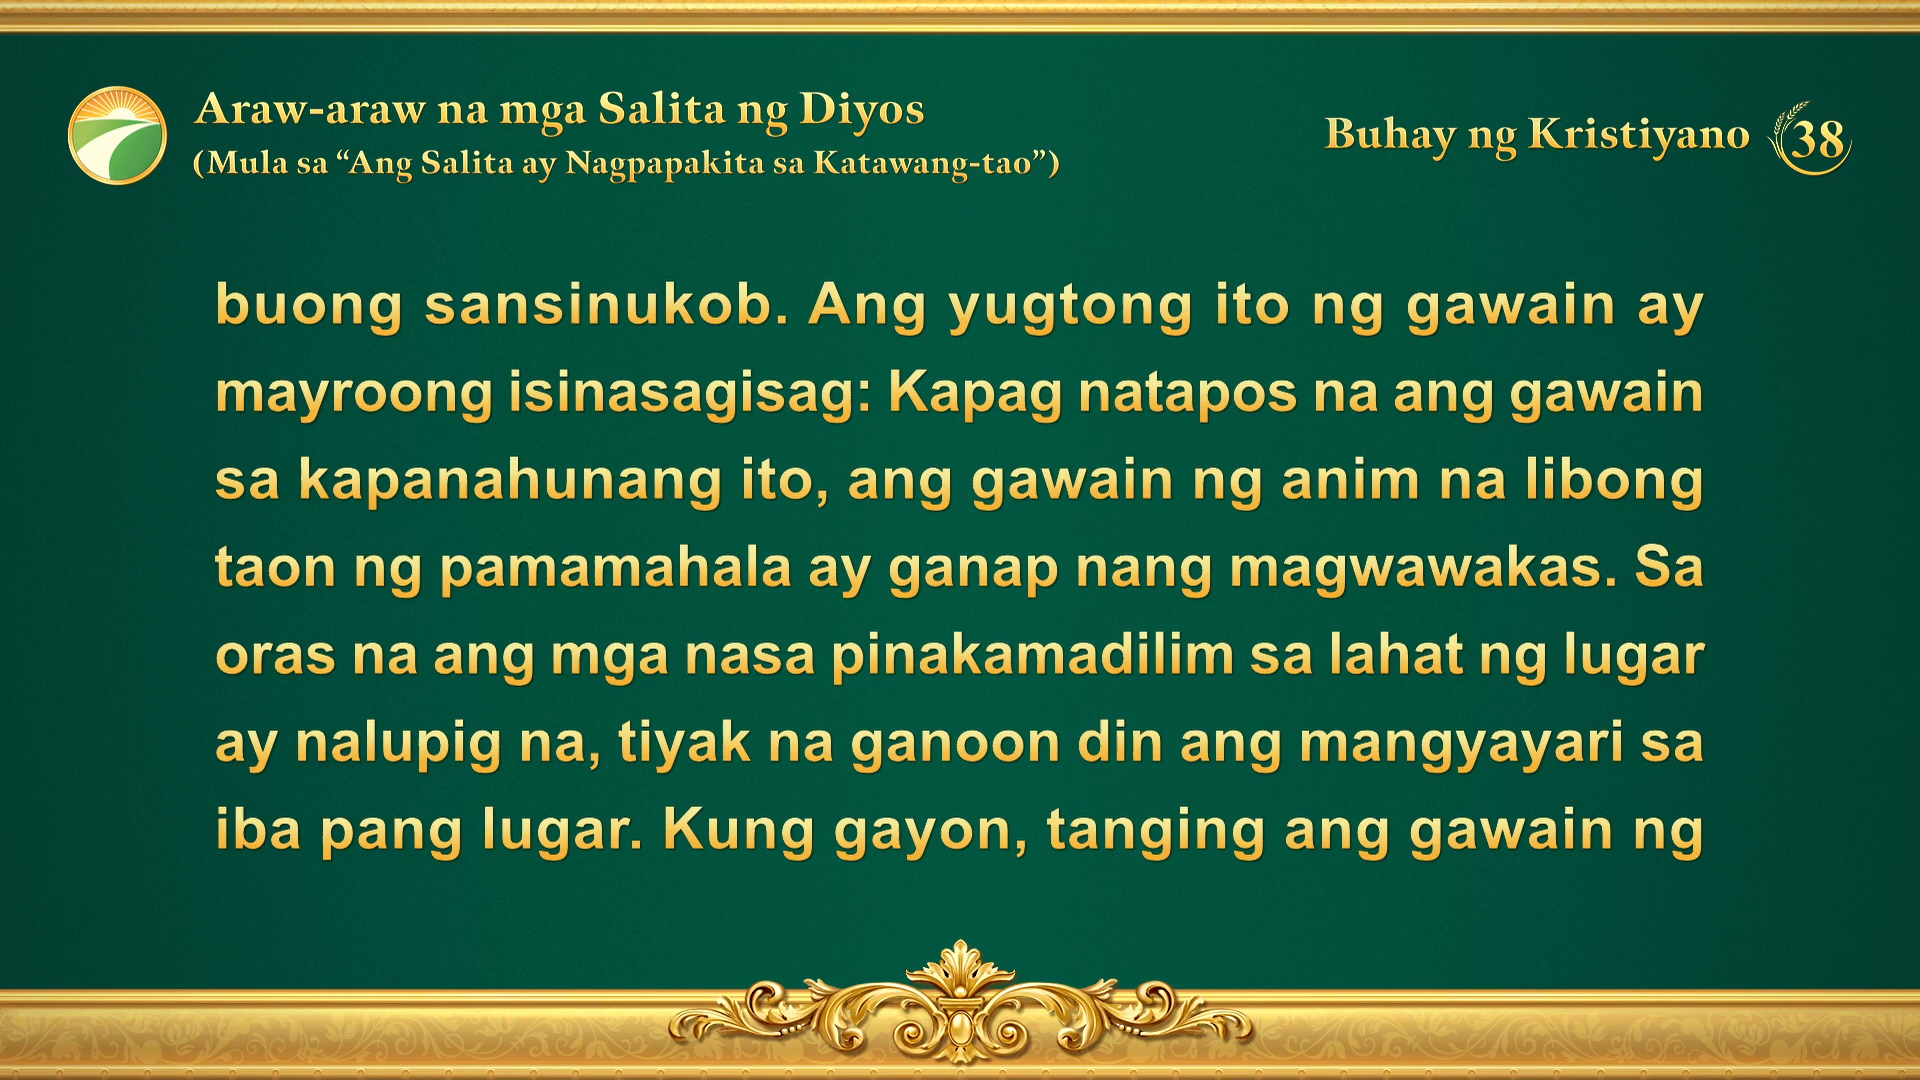 Araw-araw na mga Salita ng Diyos
(Mula sa “Ang Salita ay Nagpapakita sa Katawang-tao”)
Buhay ng Kristiyano 38
buong sansinukob. Ang yugtong ito ng gawain ay
mayroong isinasagisag: Kapag natapos na ang gawain
sa kapanahunang ito, ang gawain ng anim na libong
taon ng pamamahala ay ganap nang magwawakas. Sa
oras na ang mga nasa pinakamadilim sa lahat ng lugar
ay nalupig na, tiyak na ganoon din ang mangyayari sa
iba pang lugar. Kung gayon, tanging ang gawain ng